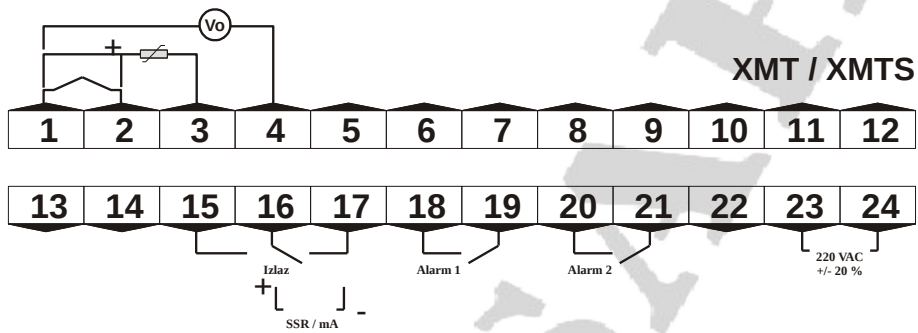 Vo
+
XMT / XMTS
1 2 3 4 5 6 7 8 9 10 11 12
13 14 15 16 17 18 19 20 21 22 23 24
Izlaz
Alarm 1
Alarm 2
220 VAC
+/- 20 %
+ -
SSR / mA